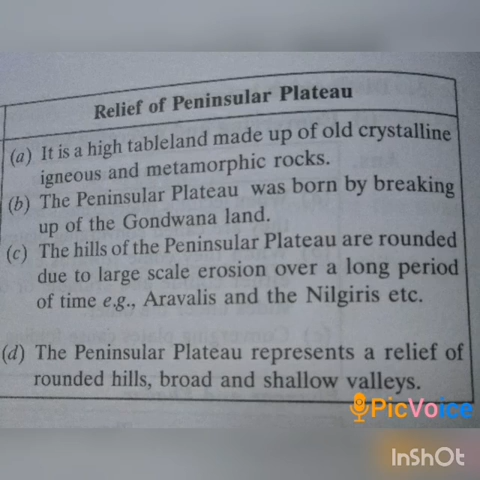 Relief of Peninsular Plateau
(a) It is a high tableland made up of old crystalline
igneous and metamorphic rocks.
(b) The Peninsular Plateau was born by breaking
up of the Gondwana land.
(c) The hills of the Peninsular Plateau are rounded
due to large scale erosion over a long period
of time e.g., Aravalis and the Nilgiris etc.
(d) The Peninsular Plateau represents a relief of
rounded hills, broad and shallow valleys.
PicVoice
InShOt